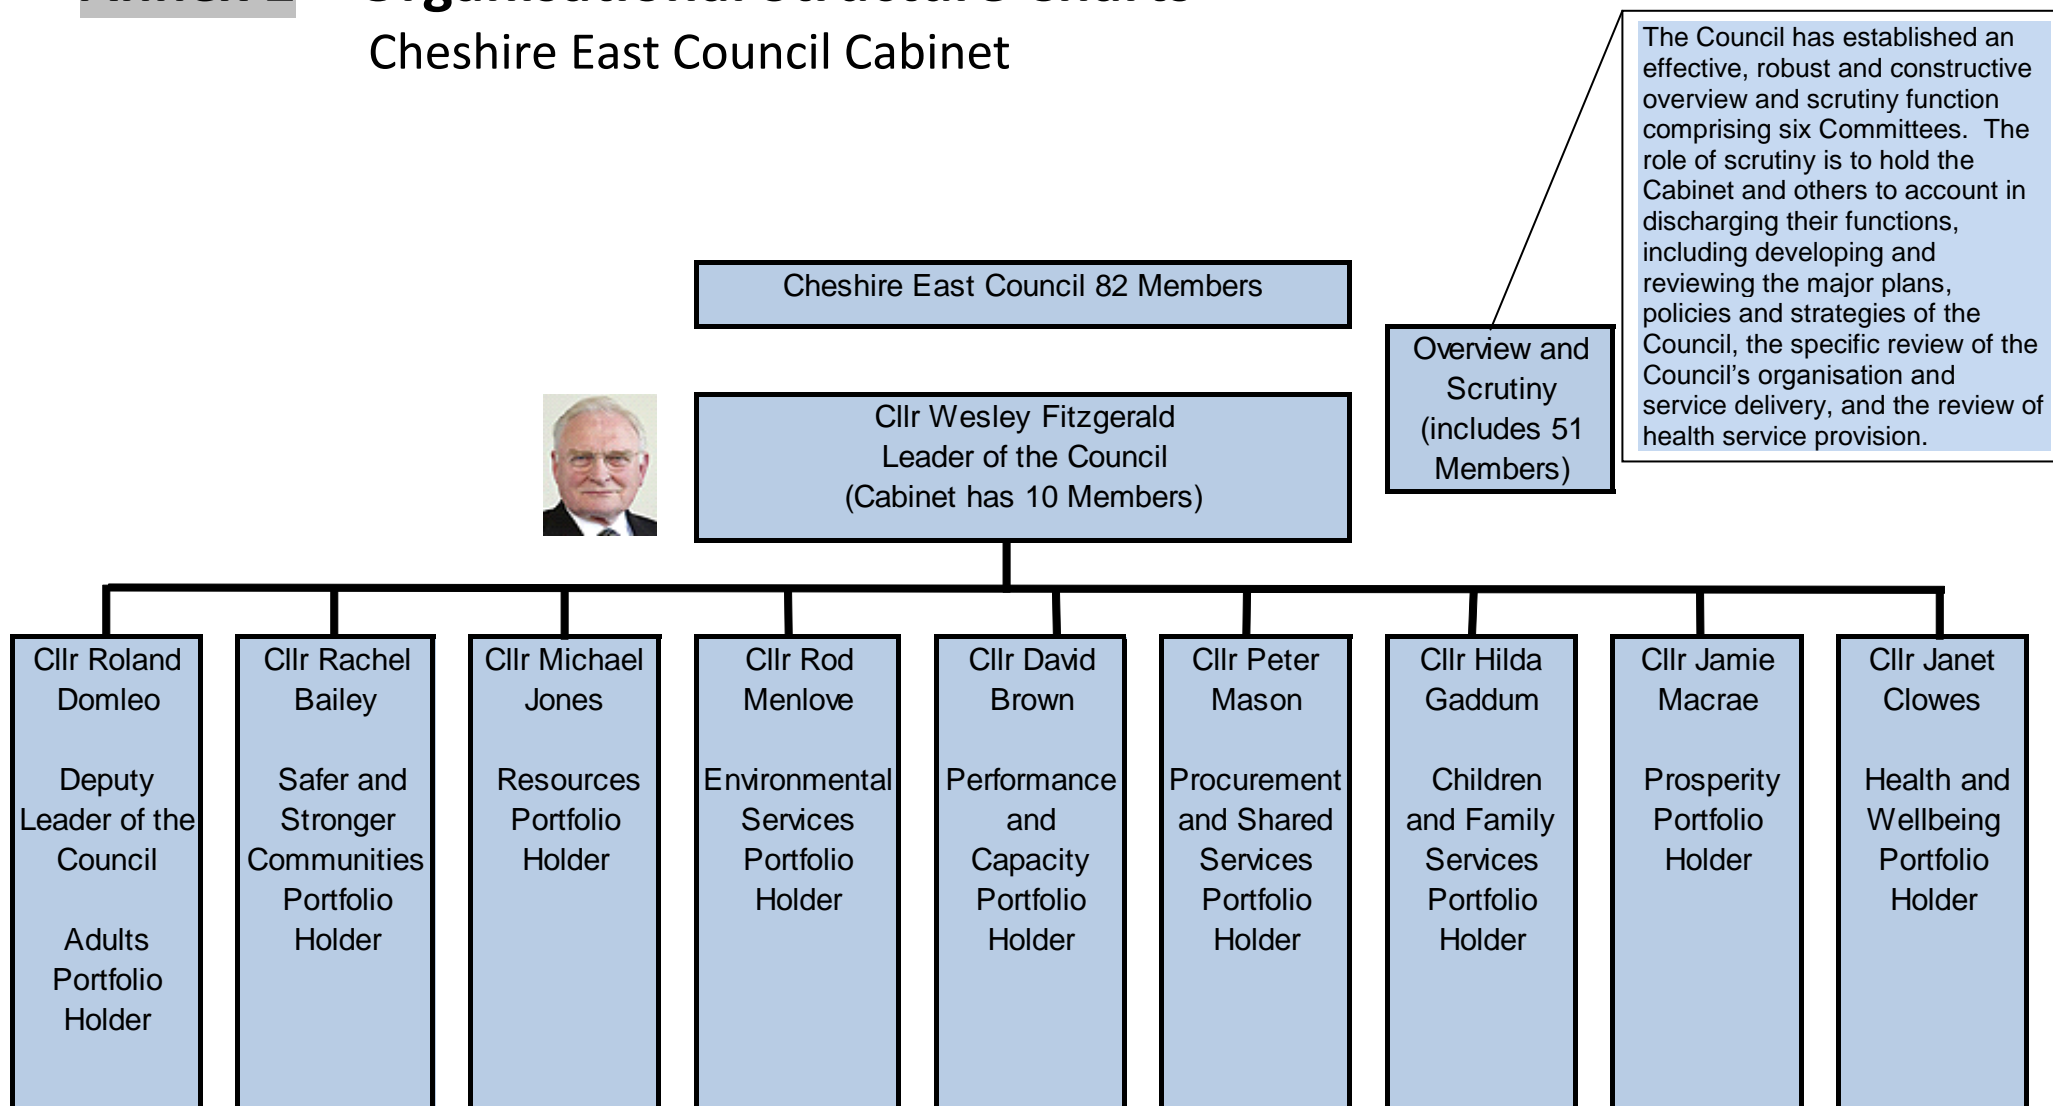 Cheshire East Council Cabinet
The Council has established an
effective, robust and constructive
overview and scrutiny function
comprising six Committees.  The
role of scrutiny is to hold the
Cabinet and others to account in
discharging their functions,
including developing and
reviewing the major plans,
policies and strategies of the
Council, the specific review of the
Council’s organisation and
service delivery, and the review of
health service provision.
Cheshire East Council 82 Members
Overview and
Scrutiny
(includes 51
Members)
Cllr Wesley Fitzgerald
Leader of the Council
(Cabinet has 10 Members)
Cllr Roland
Domleo
Deputy
Leader of the
Council
Adults
Portfolio
Holder
Cllr Rachel
Bailey
Safer and
Stronger
Communities
Portfolio
Holder
Cllr Michael
Jones
Resources
Portfolio
Holder
Cllr Rod
Menlove
Environmental
Services
Portfolio
Holder
Cllr David
Brown
Performance
and
Capacity
Portfolio
Holder
Cllr Peter
Mason
Procurement
and Shared
Services
Portfolio
Holder
Cllr Hilda
Gaddum
Children
and Family
Services
Portfolio
Holder
Cllr Jamie
Macrae
Prosperity
Portfolio
Holder
Cllr Janet
Clowes
Health and
Wellbeing
Portfolio
Holder